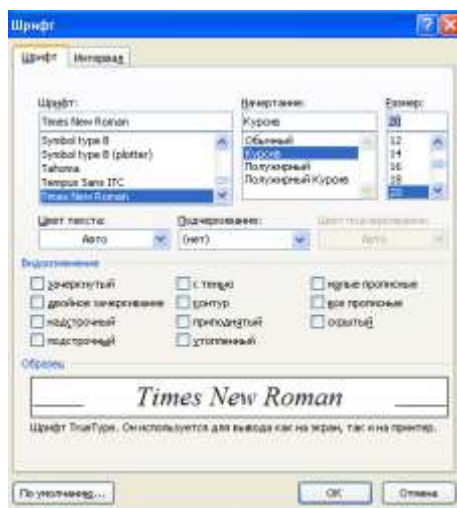 Шрифт
Шрифт Интервал
Шрифт: Начертание: Размер:
Times New Roman Курсив 20
Symbol type B Обычный 12
Symbol type B (plotter) Курсив 14
Tahoma Полужирный 16
Tempus Sans ITC Полужирный Курсив 18
Times New Roman 20
Цвет текста: Подчеркивание: Цвет подчеркивания:
Авто (нет) Авто
Видоизменение
зачеркнутый с тенью малые прописные
двойное зачеркивание контур все прописные
надстрочный приподнятый скрытый
подстрочный утопленный
Образец
Times New Roman
Шрифт TrueType. Он используется для вывода как на экран, так и на принтер.
По умолчанию... ОК Отмена